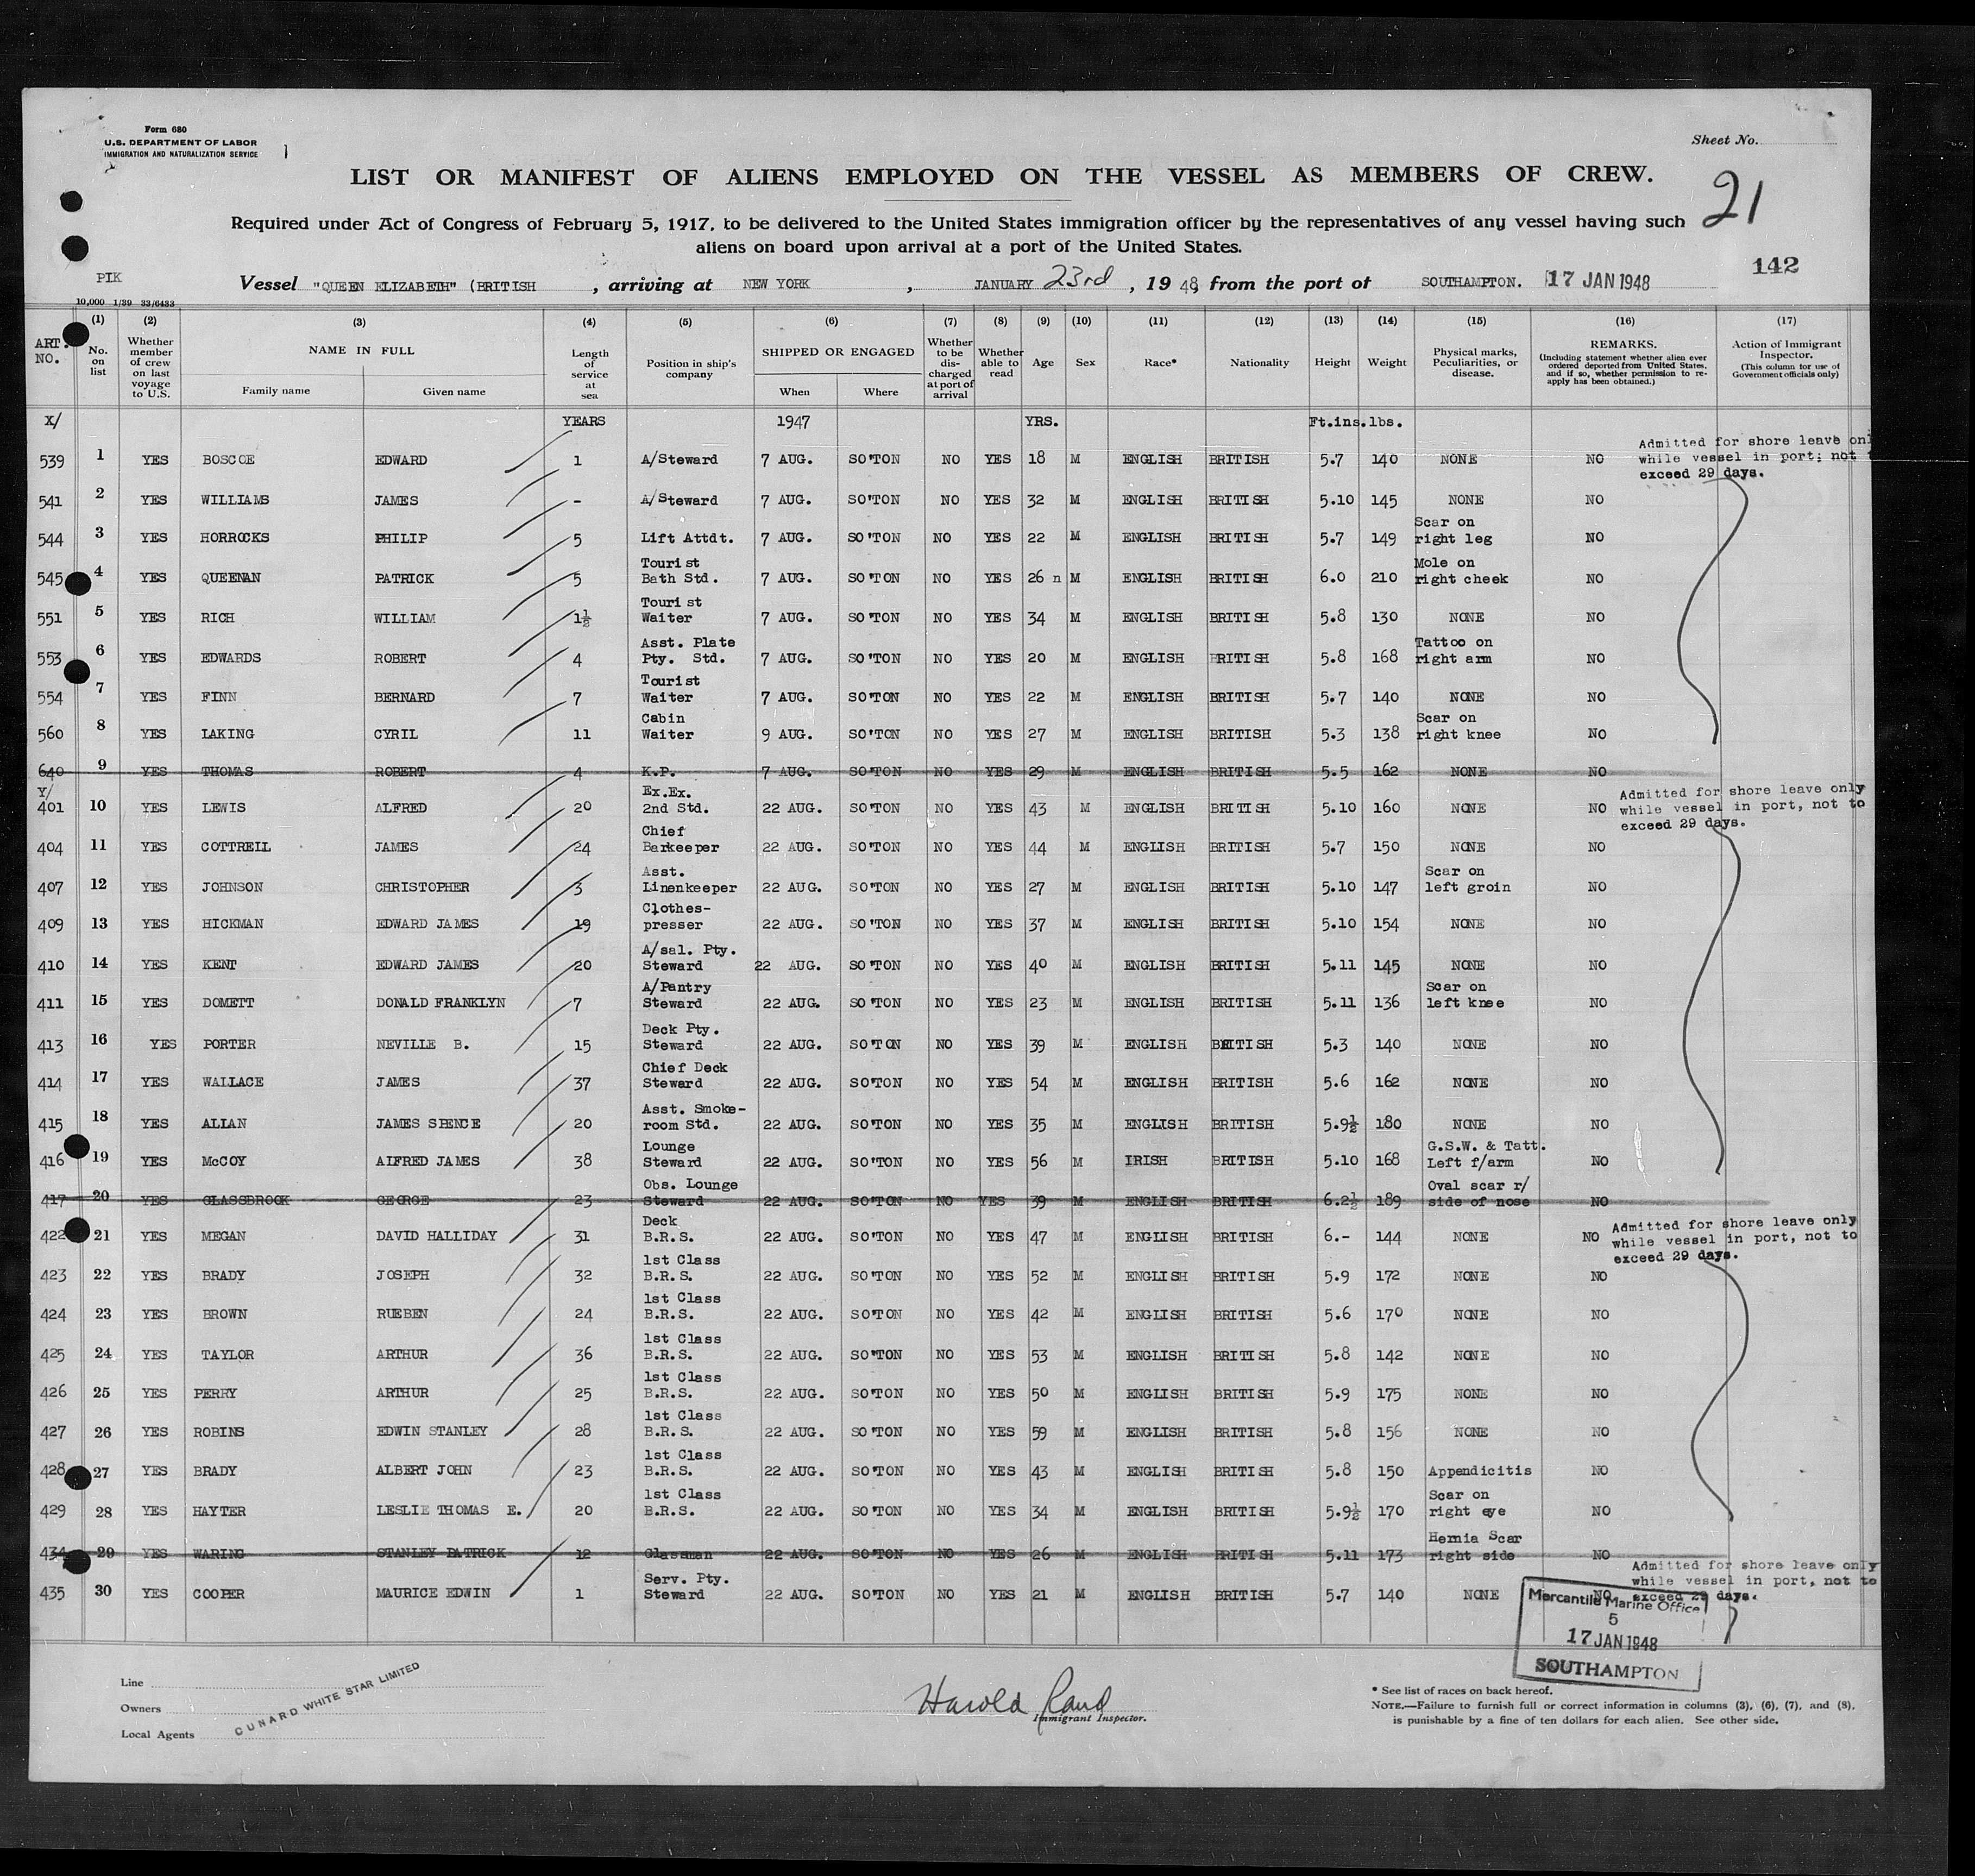 Form 680
U.S. DEPARTMENT OF LABOR
IMMIGRATION AND NATURALIZATION SERVICE
Sheet No.
LIST OR MANIFEST OF ALIENS EMPLOYED ON THE VESSEL AS MEMBERS OF CREW.
21
Required under Act of Congress of February 5, 1917, to be delivered to the United States immigration officer by the representatives of any vessel having such
aliens on board upon arrival at a port of the United States.
142
PIK
Vessel "QUEEN ELIZABETH" (BRITISH , arriving at NEW YORK , JANUARY 23rd , 19 48, from the port of SOUTHAMPTON. 17 JAN 1948
10,000 1/39 33/6433
ART. NO. (1) No. on list (2) Whether member of crew on last voyage to U.S. (3) NAME IN FULL Family name Given name (4) Length of service at sea (5) Position in ship's company (6) SHIPPED OR ENGAGED When Where (7) Whether to be discharged at port of arrival (8) Whether able to read (9) Age (10) Sex (11) Race* (12) Nationality (13) Height (14) Weight (15) Physical marks, Peculiarities, or disease. (16) REMARKS. (Including statement whether alien ever ordered deported from United States, and if so, whether permission to re-apply has been obtained.) (17) Action of Immigrant Inspector. (This column for use of Government officials only)
X/ YEARS 1947 YRS. Ft.ins.lbs.
539 1 YES BOSCOE EDWARD 1 A/Steward 7 AUG. SO'TON NO YES 18 M ENGLISH BRITISH 5.7 140 NONE NO Admitted for shore leave only while vessel in port; not exceed 29 days.
541 2 YES WILLIAMS JAMES - A/Steward 7 AUG. SO'TON NO YES 32 M ENGLISH BRITISH 5.10 145 NONE NO
544 3 YES HORROCKS PHILIP 5 Lift Attdt. 7 AUG. SO'TON NO YES 22 M ENGLISH BRITISH 5.7 149 Scar on right leg NO
545 4 YES QUEENAN PATRICK 5 Tourist Bath Std. 7 AUG. SO'TON NO YES 26 n M ENGLISH BRITISH 6.0 210 Mole on right cheek NO
551 5 YES RICH WILLIAM 1½ Tourist Waiter 7 AUG. SO'TON NO YES 34 M ENGLISH BRITISH 5.8 130 NONE NO
553 6 YES EDWARDS ROBERT 4 Asst. Plate Pty. Std. 7 AUG. SO'TON NO YES 20 M ENGLISH BRITISH 5.8 168 Tattoo on right arm NO
554 7 YES FINN BERNARD 7 Tourist Waiter 7 AUG. SO'TON NO YES 22 M ENGLISH BRITISH 5.7 140 NONE NO
560 8 YES LAKING CYRIL 11 Cabin Waiter 9 AUG. SO'TON NO YES 27 M ENGLISH BRITISH 5.3 138 Scar on right knee NO
640 9 YES THOMAS ROBERT 4 K.P. 7 AUG. SO'TON NO YES 29 M ENGLISH BRITISH 5.5 162 NONE NO
Y/
401 10 YES LEWIS ALFRED 20 Ex.Ex. 2nd Std. 22 AUG. SO'TON NO YES 43 M ENGLISH BRITISH 5.10 160 NONE NO Admitted for shore leave only while vessel in port, not to exceed 29 days.
404 11 YES COTTRELL JAMES 24 Chief Barkeeper 22 AUG. SO'TON NO YES 44 M ENGLISH BRITISH 5.7 150 NONE NO
407 12 YES JOHNSON CHRISTOPHER 3 Asst. Linenkeeper 22 AUG. SO'TON NO YES 27 M ENGLISH BRITISH 5.10 147 Scar on left groin NO
409 13 YES HICKMAN EDWARD JAMES 19 Clothes-presser 22 AUG. SO'TON NO YES 37 M ENGLISH BRITISH 5.10 154 NONE NO
410 14 YES KENT EDWARD JAMES 20 A/sal. Pty. Steward 22 AUG. SO'TON NO YES 40 M ENGLISH BRITISH 5.11 145 NONE NO
411 15 YES DOMETT DONALD FRANKLYN 7 A/Pantry Steward 22 AUG. SO'TON NO YES 23 M ENGLISH BRITISH 5.11 136 Scar on left knee NO
413 16 YES PORTER NEVILLE B. 15 Deck Pty. Steward 22 AUG. SO'TON NO YES 39 M ENGLISH BRITISH 5.3 140 NONE NO
414 17 YES WALLACE JAMES 37 Chief Deck Steward 22 AUG. SO'TON NO YES 54 M ENGLISH BRITISH 5.6 162 NONE NO
415 18 YES ALLAN JAMES SPENCE 20 Asst. Smoke-room Std. 22 AUG. SO'TON NO YES 35 M ENGLISH BRITISH 5.9½ 180 NONE NO
416 19 YES McCOY ALFRED JAMES 38 Lounge Steward 22 AUG. SO'TON NO YES 56 M IRISH BRITISH 5.10 168 G.S.W. & Tatt. Left f/arm NO
417 20 YES GLASSBROOK GEORGE 23 Obs. Lounge Steward 22 AUG. SO'TON NO YES 39 M ENGLISH BRITISH 6.2½ 189 Oval scar r/ side of nose NO
422 21 YES MEGAN DAVID HALLIDAY 31 Deck B.R.S. 22 AUG. SO'TON NO YES 47 M ENGLISH BRITISH 6.- 144 NONE NO Admitted for shore leave only while vessel in port, not to exceed 29 days.
423 22 YES BRADY JOSEPH 32 1st Class B.R.S. 22 AUG. SO'TON NO YES 52 M ENGLISH BRITISH 5.9 172 NONE NO
424 23 YES BROWN RUEBEN 24 1st Class B.R.S. 22 AUG. SO'TON NO YES 42 M ENGLISH BRITISH 5.6 170 NONE NO
425 24 YES TAYLOR ARTHUR 36 1st Class B.R.S. 22 AUG. SO'TON NO YES 53 M ENGLISH BRITISH 5.8 142 NONE NO
426 25 YES PERRY ARTHUR 25 1st Class B.R.S. 22 AUG. SO'TON NO YES 50 M ENGLISH BRITISH 5.9 175 NONE NO
427 26 YES ROBINS EDWIN STANLEY 28 1st Class B.R.S. 22 AUG. SO'TON NO YES 59 M ENGLISH BRITISH 5.8 156 NONE NO
428 27 YES BRADY ALBERT JOHN 23 1st Class B.R.S. 22 AUG. SO'TON NO YES 43 M ENGLISH BRITISH 5.8 150 Appendicitis NO
429 28 YES HAYTER LESLIE THOMAS E. 20 1st Class B.R.S. 22 AUG. SO'TON NO YES 34 M ENGLISH BRITISH 5.9½ 170 Scar on right eye NO
434 29 YES WARING STANLEY PATRICK 12 Glassman 22 AUG. SO'TON NO YES 26 M ENGLISH BRITISH 5.11 173 Hernia Scar right side NO
435 30 YES COOPER MAURICE EDWIN 1 Serv. Pty. Steward 22 AUG. SO'TON NO YES 21 M ENGLISH BRITISH 5.7 140 NONE NO Admitted for shore leave only while vessel in port, not to exceed 29 days.
Mercantile Marine Office
5
17 JAN 1948
SOUTHAMPTON
Line
Owners
Local Agents
CUNARD WHITE STAR LIMITED
Harold Rand
Immigrant Inspector.
* See list of races on back hereof.
NOTE.—Failure to furnish full or correct information in columns (3), (6), (7), and (8),
is punishable by a fine of ten dollars for each alien. See other side.